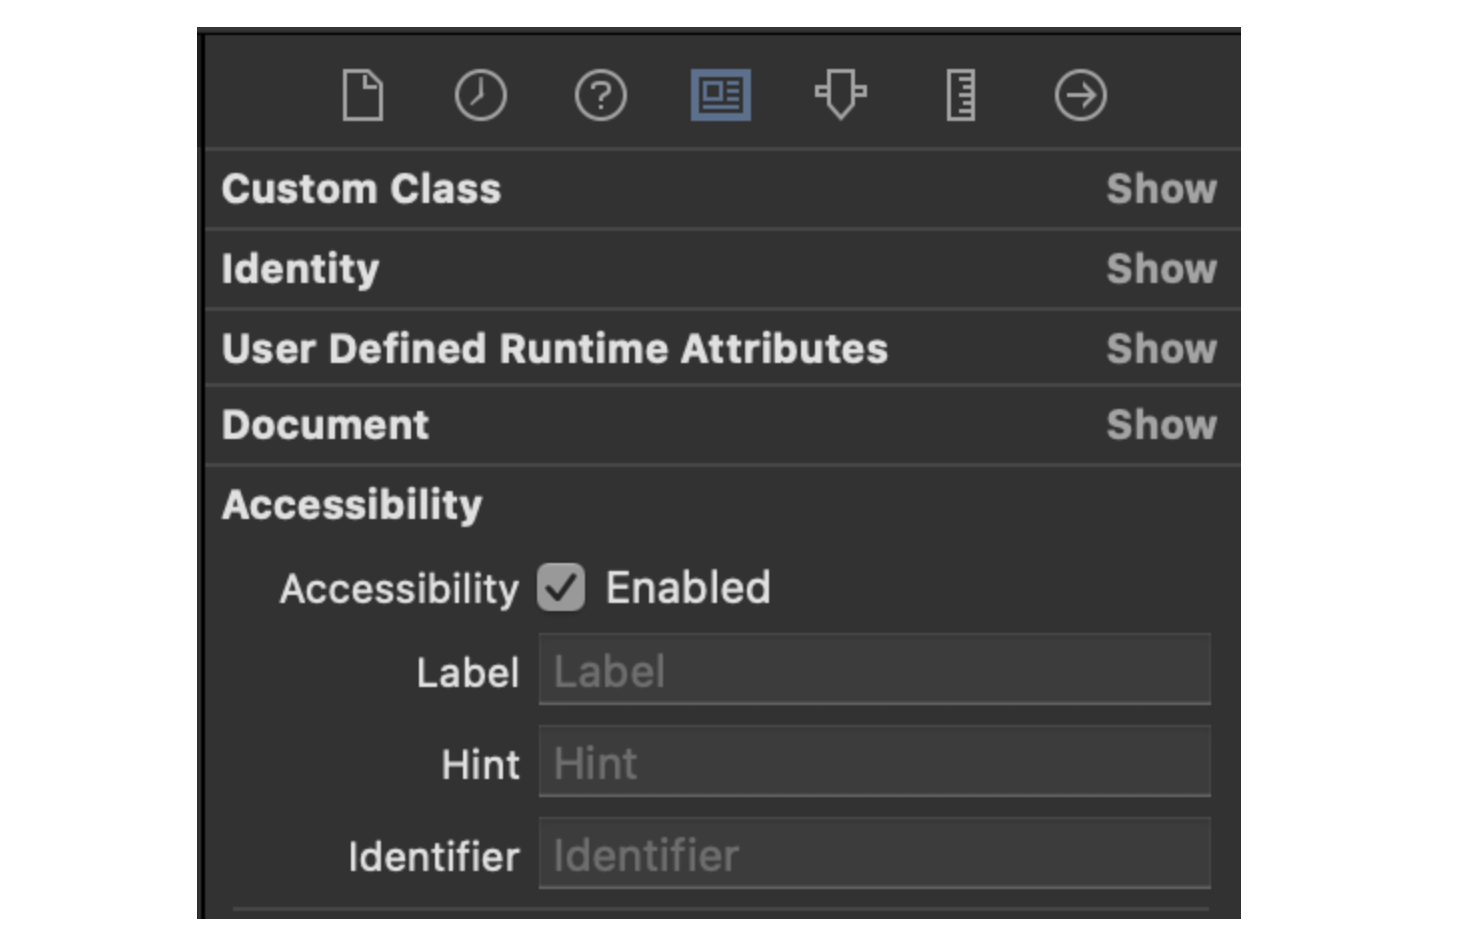 ?
Custom Class Show
Identity Show
User Defined Runtime Attributes Show
Document Show
Accessibility
Accessibility Enabled
Label Label
Hint Hint
Identifier Identifier